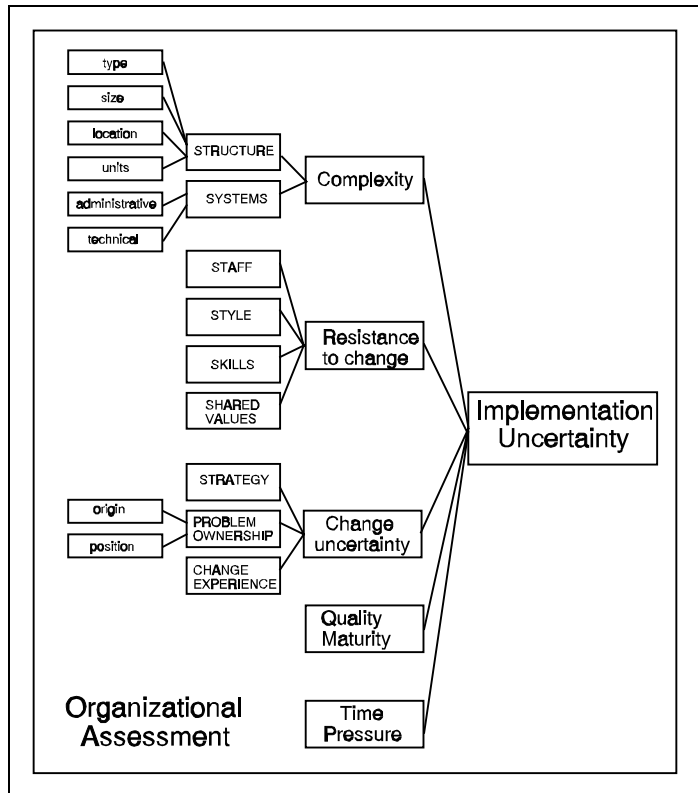 type
size
location
units
administrative
technical
STRUCTURE
SYSTEMS
Complexity
STAFF
STYLE
SKILLS
SHARED
VALUES
Resistance
to change
Implementation
Uncertainty
STRATEGY
origin
position
PROBLEM
OWNERSHIP
CHANGE
EXPERIENCE
Change
uncertainty
Quality
Maturity
Time
Pressure
Organizational
Assessment